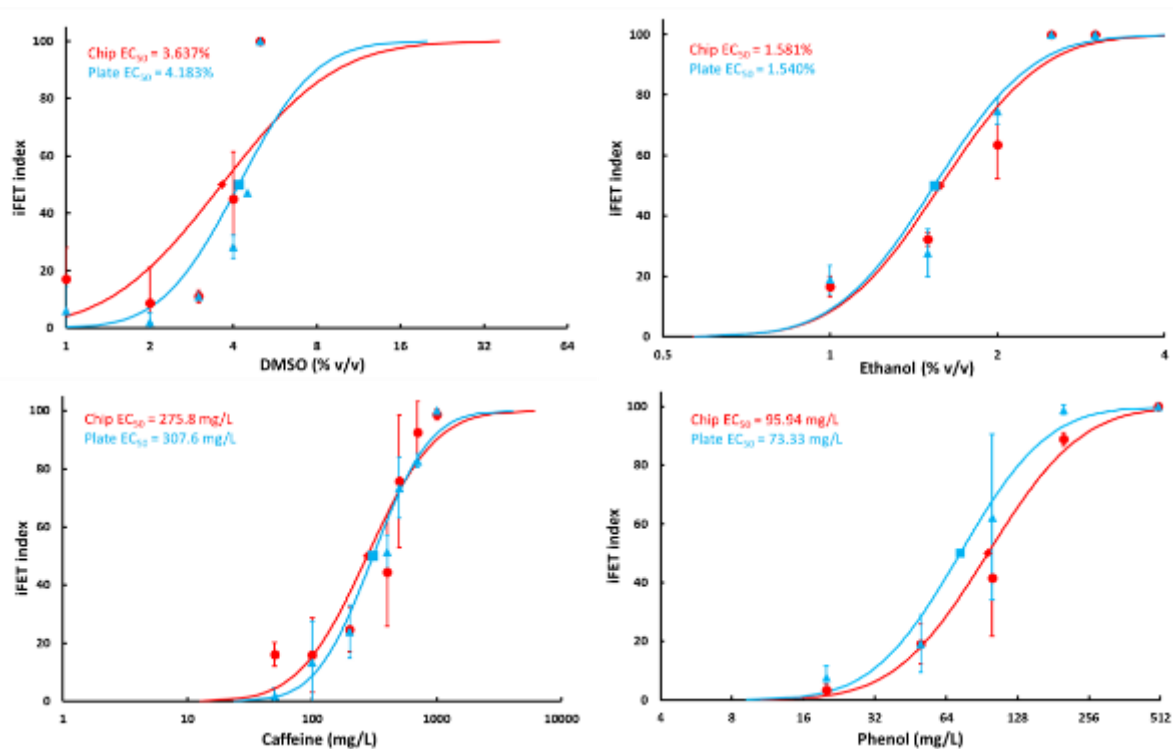 Chip EC50 = 3.637%
Plate EC50 = 4.183%
iFET index
100
80
60
40
20
0
1 2 4 8 16 32 64
DMSO (% v/v)
Chip EC50 = 1.581%
Plate EC50 = 1.540%
iFET index
100
80
60
40
20
0
0.5 1 2 4
Ethanol (% v/v)
Chip EC50 = 275.8 mg/L
Plate EC50 = 307.6 mg/L
iFET index
100
80
60
40
20
0
1 10 100 1000 10000
Caffeine (mg/L)
Chip EC50 = 95.94 mg/L
Plate EC50 = 73.33 mg/L
iFET index
100
80
60
40
20
0
4 8 16 32 64 128 256 512
Phenol (mg/L)